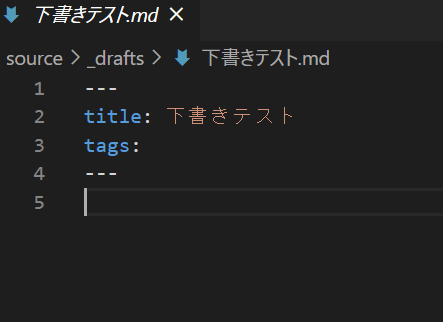 下書きテスト.md ×
source > _drafts > 下書きテスト.md
1 ---
2 title: 下書きテスト
3 tags:
4 ---
5